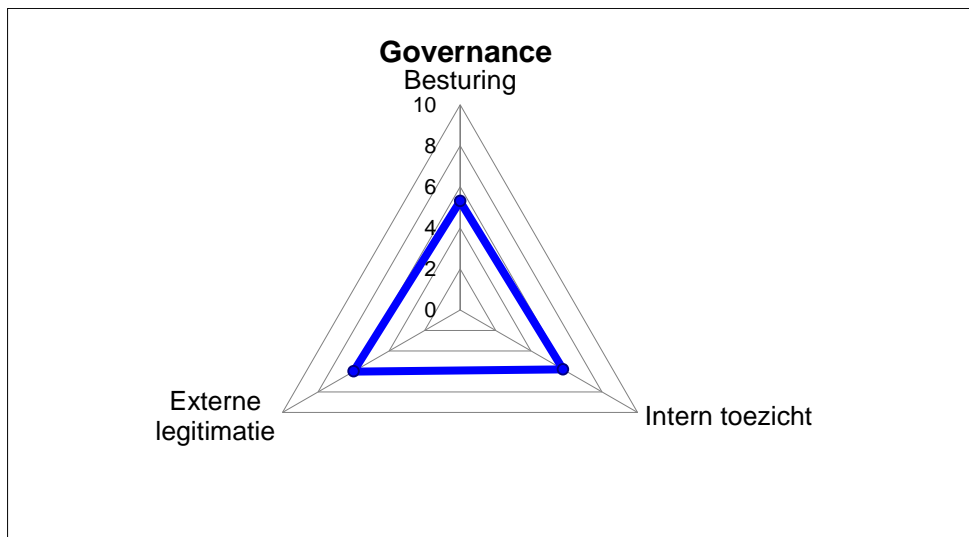 Governance
Besturing
10
8
6
4
2
0
Externe
legitimatie
Intern toezicht